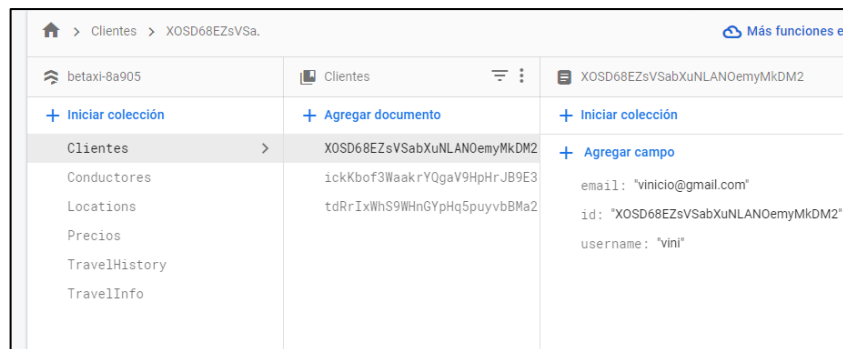 Clientes > XOSD68EZsVSa.
Más funciones e
betaxi-8a905
Clientes
XOSD68EZsVSabXuNLANOemyMkDM2
+ Iniciar colección
+ Agregar documento
+ Iniciar colección
Clientes
Conductores
Locations
Precios
TravelHistory
TravelInfo
XOSD68EZsVSabXuNLANOemyMkDM2
ickKbof3WaakrYQgaV9HpHrJB9E3
tdRrIxWhS9WHnGYpHq5puyvbBMa2
+ Agregar campo
email: "vinicio@gmail.com"
id: "XOSD68EZsVSabXuNLANOemyMkDM2"
username: "vini"